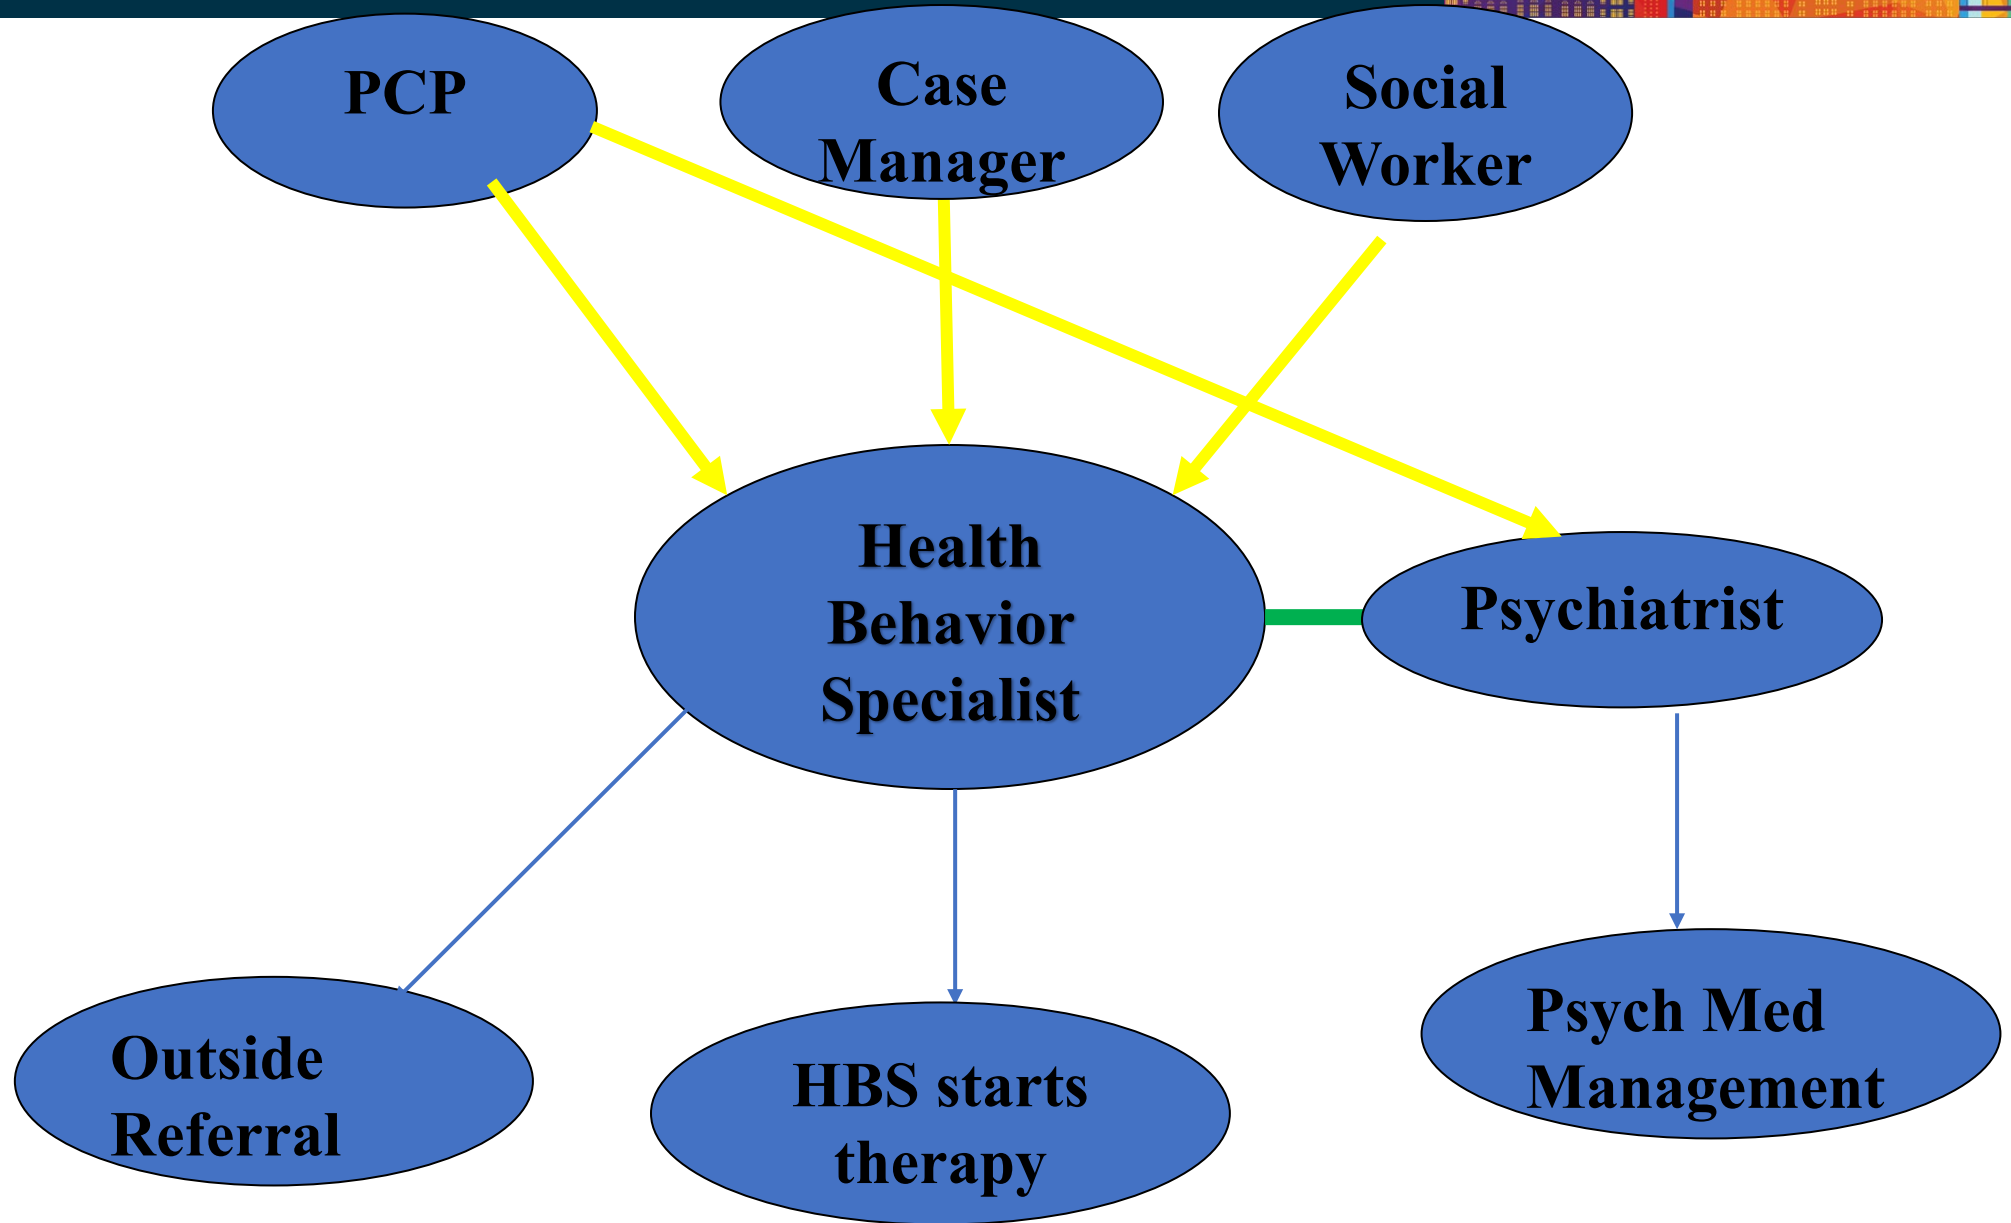 PCP
Case
Manager
Social
Worker
Health
Behavior
Specialist
Psychiatrist
Outside
Referral
HBS starts
therapy
Psych Med
Management